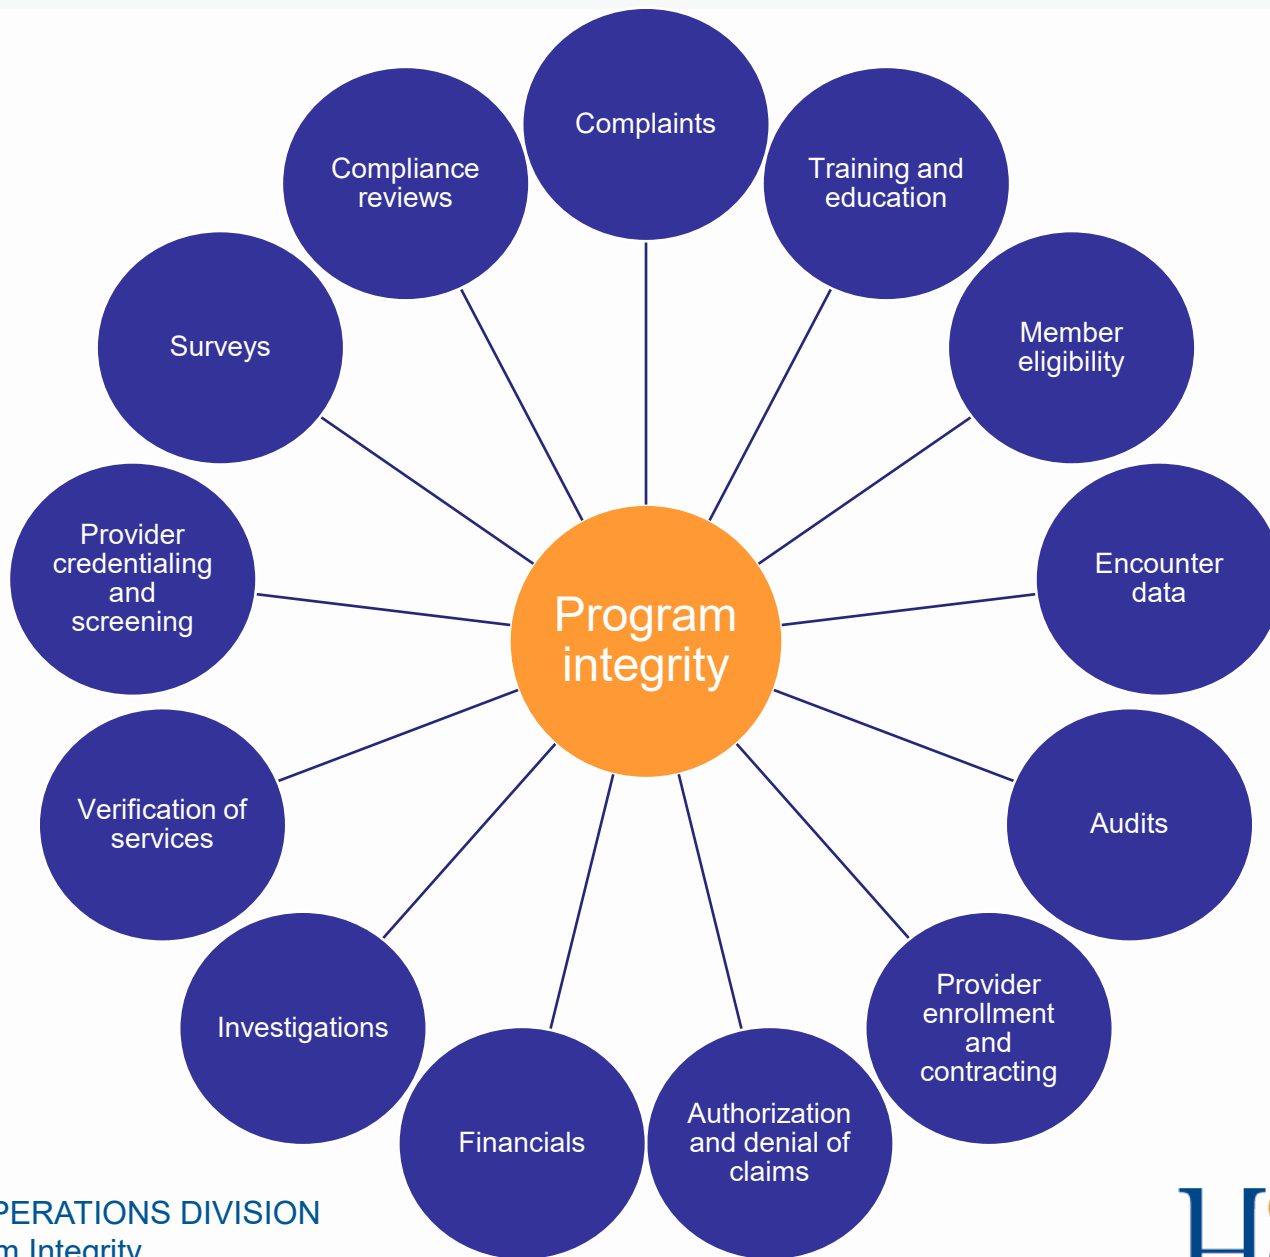 Complaints
Training and
education
Member
eligibility
Encounter
data
Audits
Provider
enrollment
and
contracting
Authorization
and denial of
claims
Financials
Investigations
Verification of
services
Provider
credentialing
and
screening
Surveys
Compliance
reviews
Program
integrity
PERATIONS DIVISION
m Integrity
H